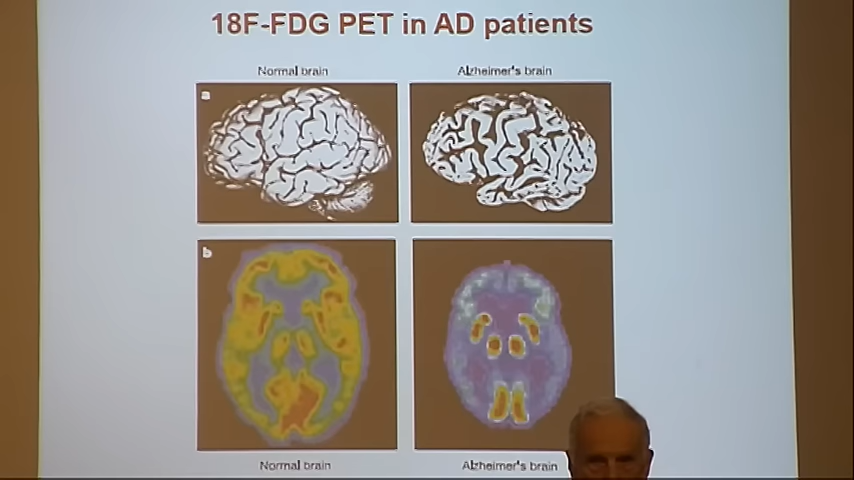 18F-FDG PET in AD patients
Normal brain
Alzheimer's brain
a
b
Normal brain
Alzheimer's brain